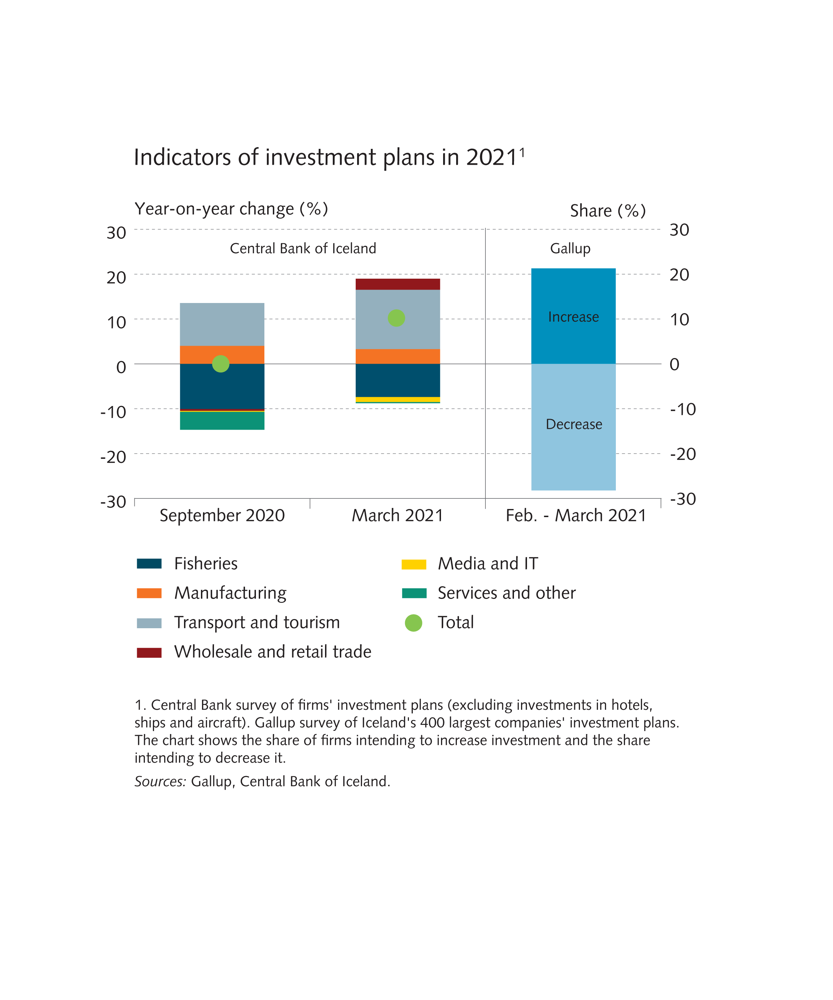 Indicators of investment plans in 2021¹
Year-on-year change (%)
Share (%)
30
20
10
0
-10
-20
-30
Central Bank of Iceland
Gallup
Increase
Decrease
30
20
10
0
-10
-20
-30
September 2020
March 2021
Feb. - March 2021
Fisheries
Manufacturing
Transport and tourism
Wholesale and retail trade
Media and IT
Services and other
Total
1. Central Bank survey of firms' investment plans (excluding investments in hotels,
ships and aircraft). Gallup survey of Iceland's 400 largest companies' investment plans.
The chart shows the share of firms intending to increase investment and the share
intending to decrease it.
Sources: Gallup, Central Bank of Iceland.